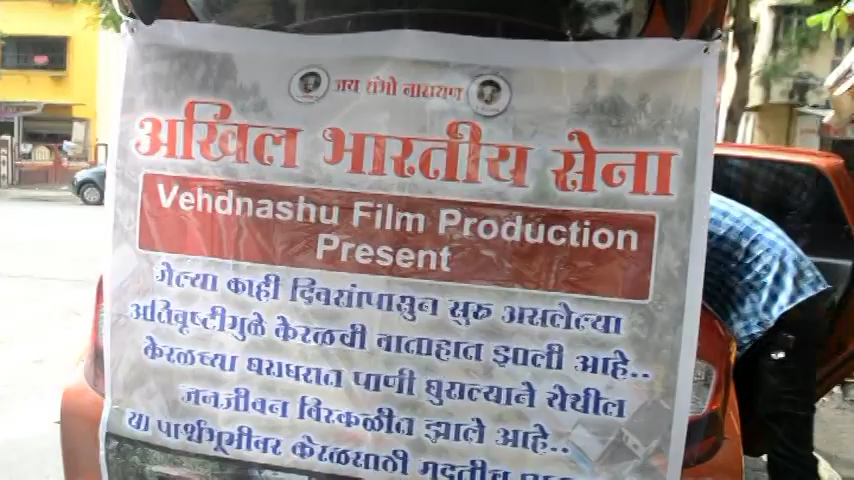 जय शंभो नारायण
अखिल भारतीय सेना
Vehdnashu Film Production
Present
गेल्या काही दिवसांपासुन सुरु असलेल्या
अतिवृष्टीमुळे केरळची वाताहात झाली आहे..
केरळच्या घराघरात पाणी घुसल्याने येथील
जनजीवन विस्कळीत झाले आहे..
या पार्श्वभूमीवर केरळसाठी मदतीचा